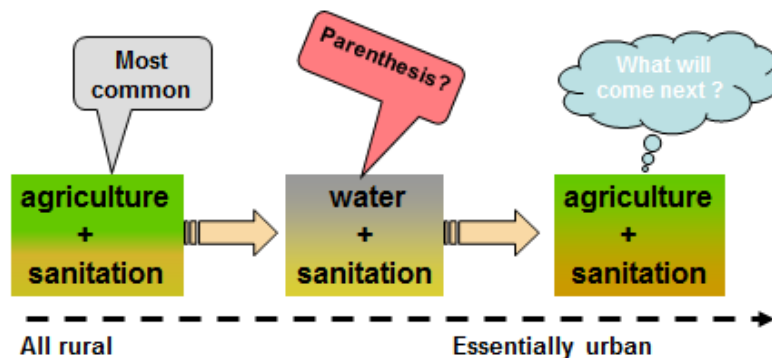 Most
common
Parenthesis?
What will
come next ?
agriculture
+
sanitation
water
+
sanitation
agriculture
+
sanitation
All rural
Essentially urban